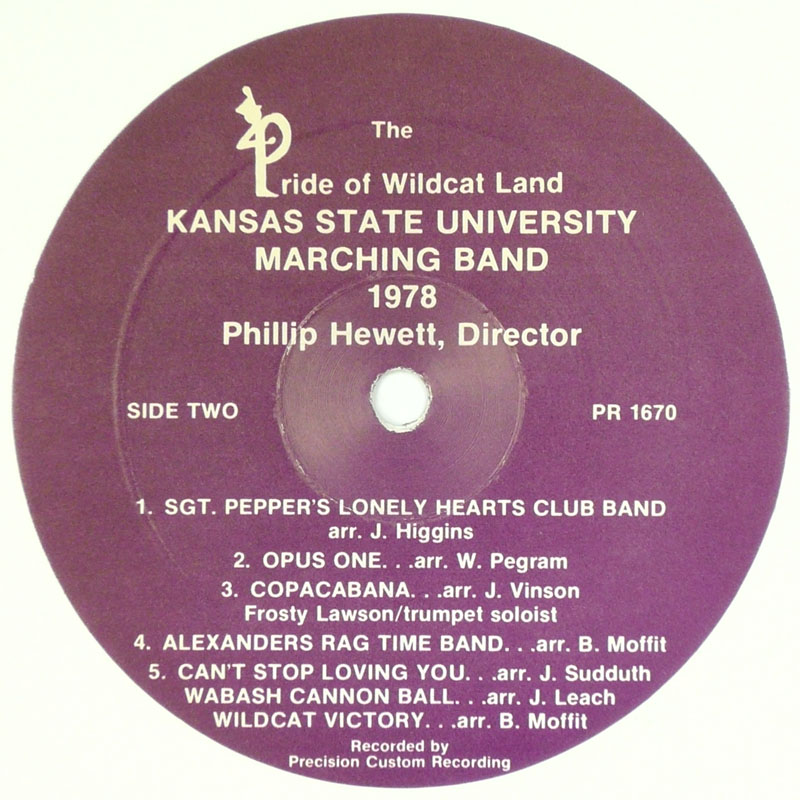 The
Pride of Wildcat Land
KANSAS STATE UNIVERSITY
MARCHING BAND
1978
Phillip Hewett, Director
SIDE TWO
PR 1670
1. SGT. PEPPER'S LONELY HEARTS CLUB BAND
arr. J. Higgins
2. OPUS ONE. . .arr. W. Pegram
3. COPACABANA. . .arr. J. Vinson
Frosty Lawson/trumpet soloist
4. ALEXANDERS RAG TIME BAND. . .arr. B. Moffit
5. CAN'T STOP LOVING YOU. . .arr. J. Sudduth
WABASH CANNON BALL. . .arr. J. Leach
WILDCAT VICTORY. . .arr. B. Moffit
Recorded by
Precision Custom Recording